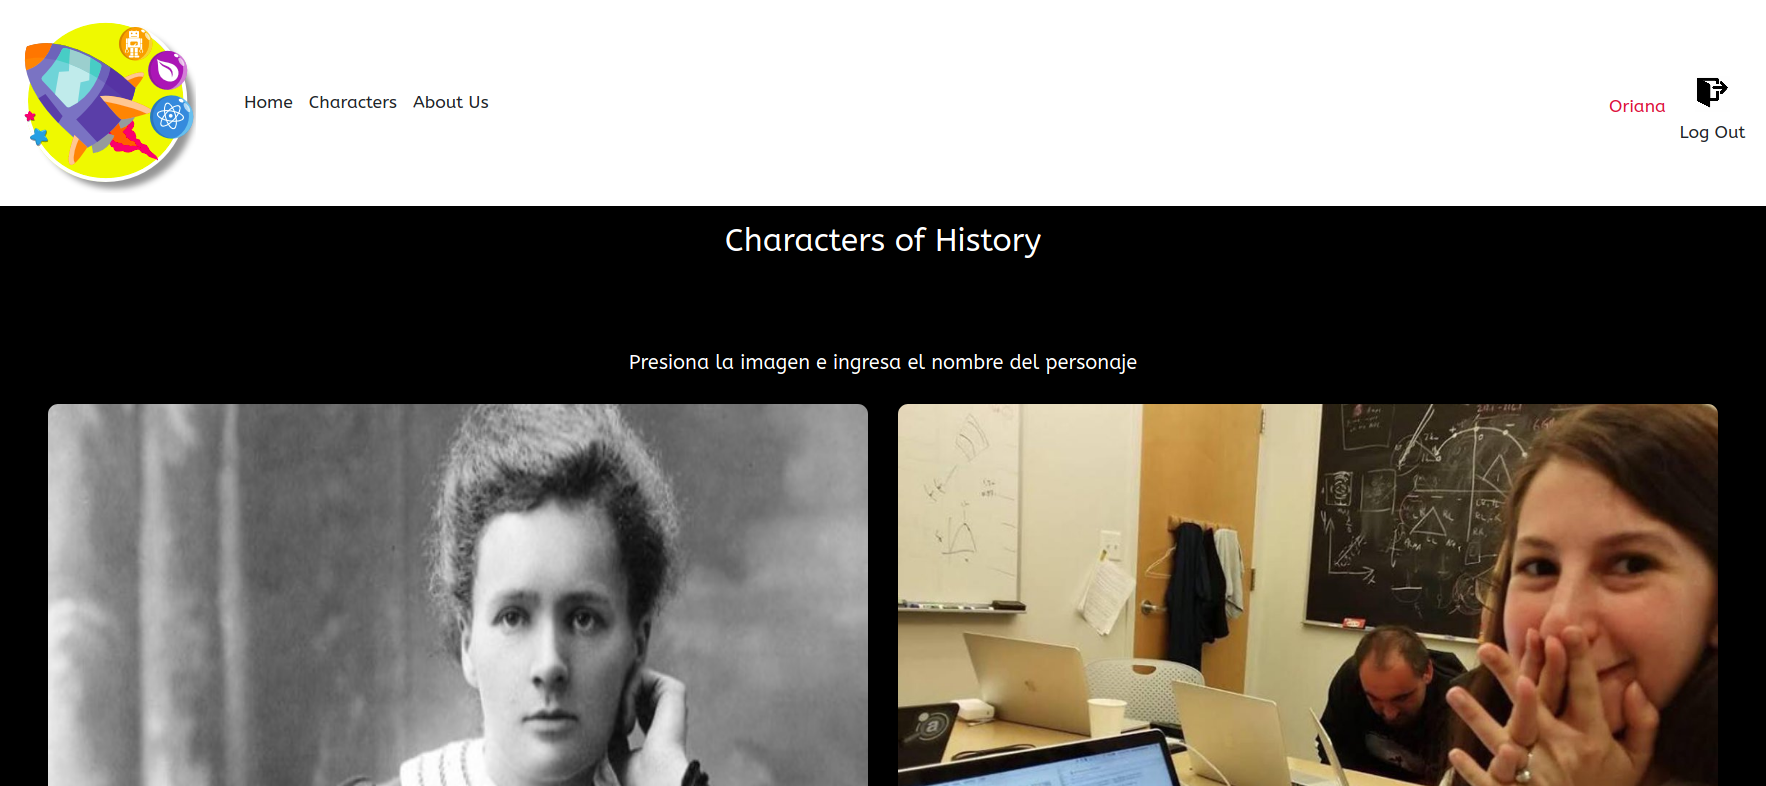 Home Characters About Us
Oriana
Log Out
Characters of History
Presiona la imagen e ingresa el nombre del personaje